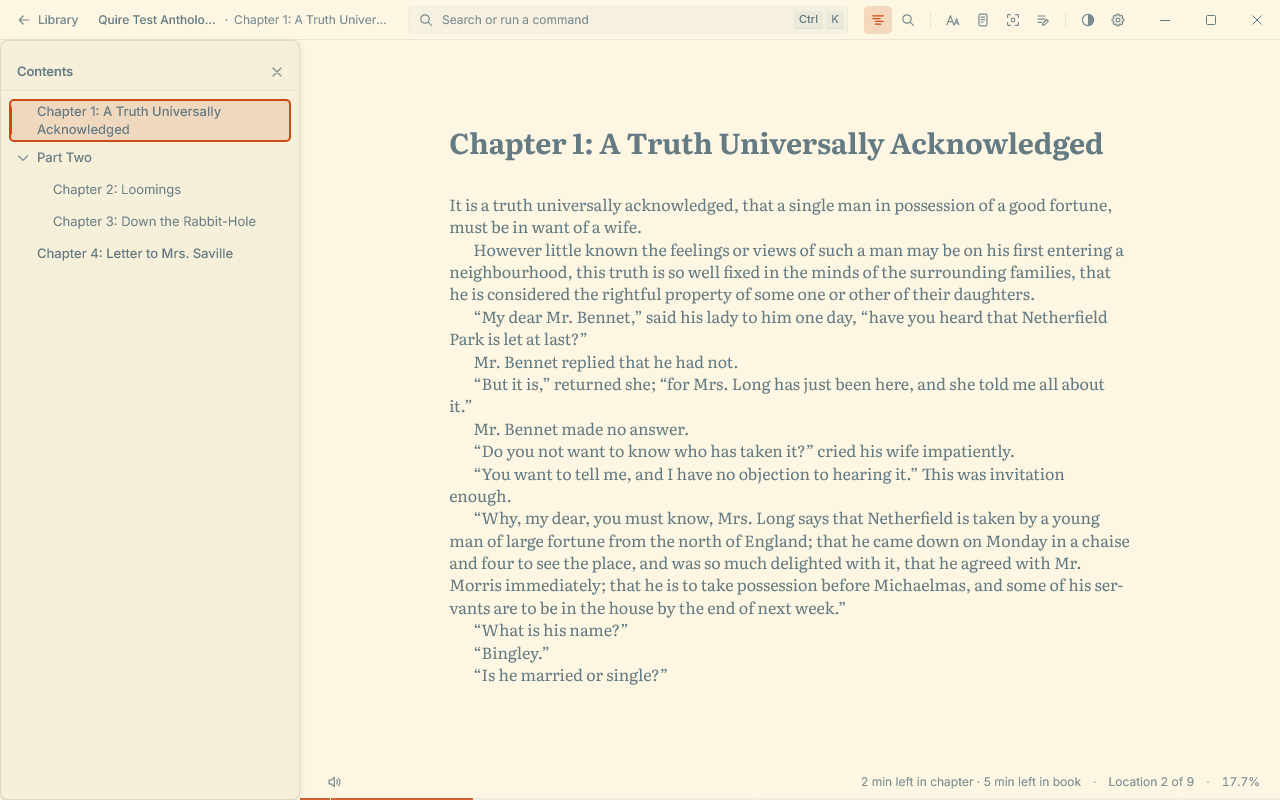 Library
Quire Test Antholo... · Chapter 1: A Truth Univer...
Search or run a command
Ctrl K
Contents
Chapter 1: A Truth Universally
Acknowledged
Part Two
Chapter 2: Loomings
Chapter 3: Down the Rabbit-Hole
Chapter 4: Letter to Mrs. Saville
Chapter 1: A Truth Universally Acknowledged
It is a truth universally acknowledged, that a single man in possession of a good fortune,
must be in want of a wife.
However little known the feelings or views of such a man may be on his first entering a
neighbourhood, this truth is so well fixed in the minds of the surrounding families, that
he is considered the rightful property of some one or other of their daughters.
“My dear Mr. Bennet,” said his lady to him one day, “have you heard that Netherfield
Park is let at last?”
Mr. Bennet replied that he had not.
“But it is,” returned she; “for Mrs. Long has just been here, and she told me all about
it.”
Mr. Bennet made no answer.
“Do you not want to know who has taken it?” cried his wife impatiently.
“You want to tell me, and I have no objection to hearing it.” This was invitation
enough.
“Why, my dear, you must know, Mrs. Long says that Netherfield is taken by a young
man of large fortune from the north of England; that he came down on Monday in a chaise
and four to see the place, and was so much delighted with it, that he agreed with Mr.
Morris immediately; that he is to take possession before Michaelmas, and some of his ser-
vants are to be in the house by the end of next week.”
“What is his name?”
“Bingley.”
“Is he married or single?”
2 min left in chapter · 5 min left in book · Location 2 of 9 · 17.7%